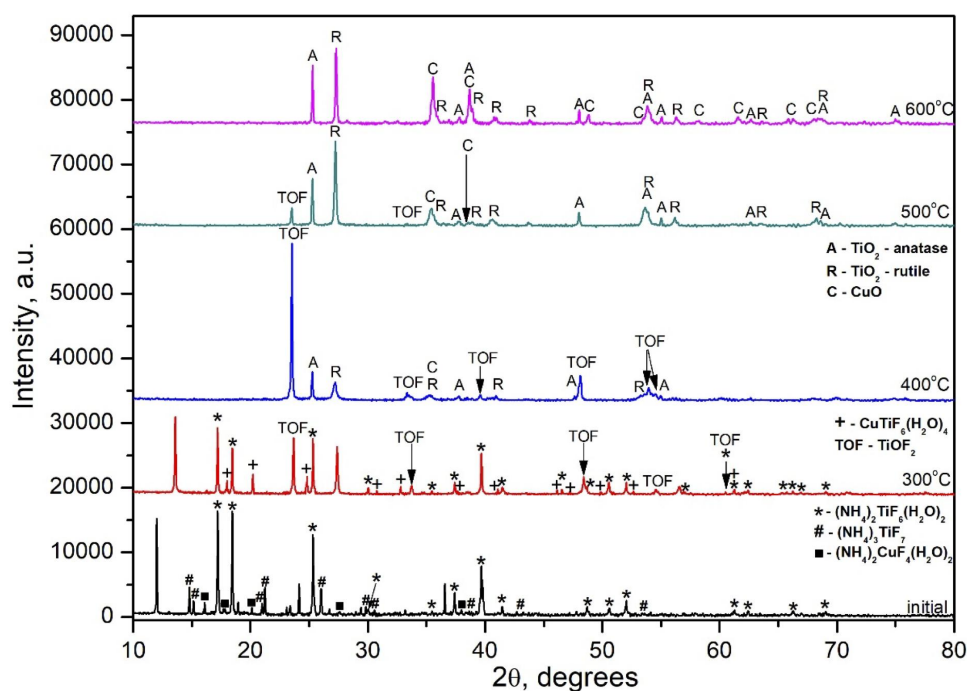 90000
80000
70000
60000
50000
40000
30000
20000
10000
0
Intensity, a.u.
10 20 30 40 50 60 70 80
2θ, degrees
A R C R A A C R R R A C C R A A R C C A R C C R A A 600°C
TOF A R TOF C R A C R R A R A A R A R R A 500°C
A - TiO₂ - anatase
R - TiO₂ - rutile
C - CuO
TOF A R TOF C R A TOF R A TOF R TOF A 400°C
+ - CuTiF₆(H₂O)₄
TOF - TiOF₂
* * + + TOF + * * + TOF * * + * + * + * TOF * + * * + TOF * TOF * + * * * * * * 300°C
* - (NH₄)₂TiF₆(H₂O)₂
# - (NH₄)₃TiF₇
■ - (NH₄)₂CuF₄(H₂O)₂
# # ■ * ■ * ■ # # * # ■ # * # * * ■ # * * # * * * # * * * * initial